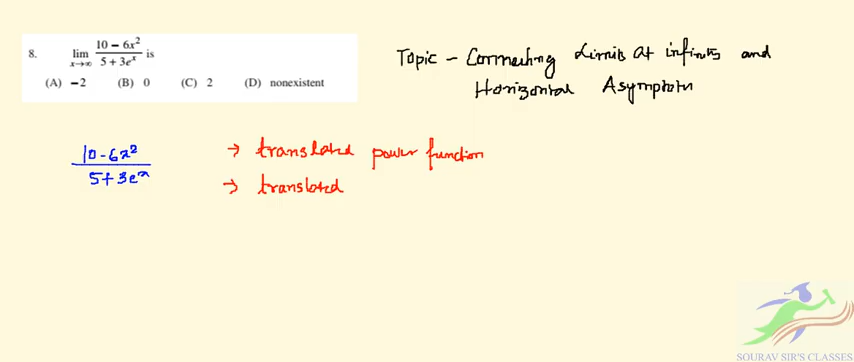 8. lim x→∞ 10 − 6x² / 5 + 3eˣ is
(A) −2 (B) 0 (C) 2 (D) nonexistent
Topic - Connecting Limits At infinity and
Horizontal Asymptote
10-6x² → translated power function
5+3eˣ → translated
SOURAV SIR'S CLASSES